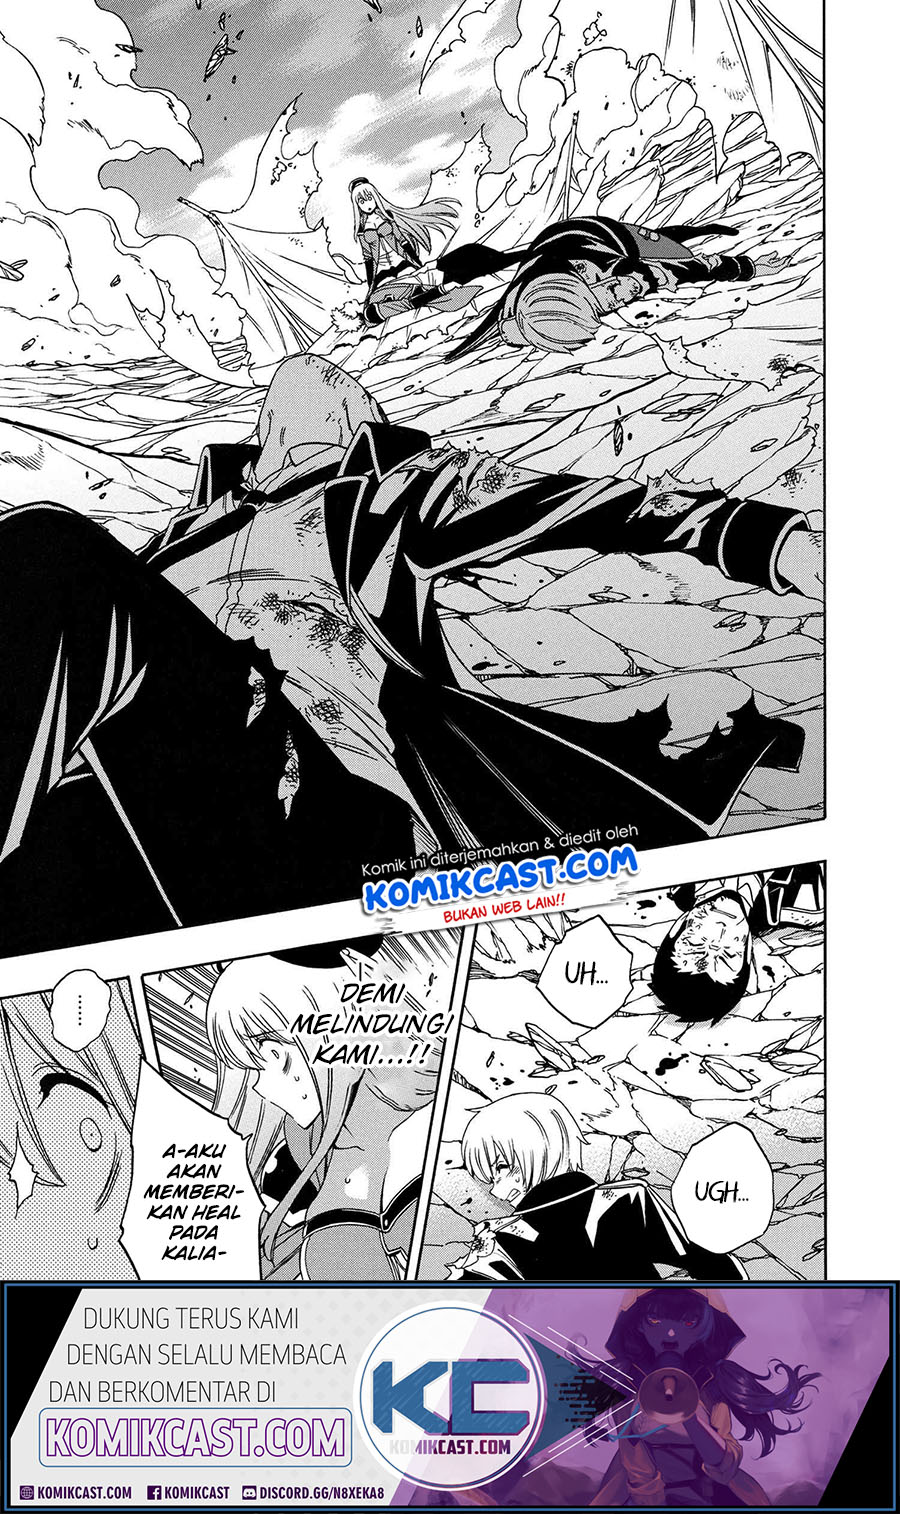 Komik ini diterjemahkan & diedit oleh
KOMIKCAST.COM
BUKAN WEB LAIN!!
UH...
UGH...
DEMI
MELINDUNGI
KAMI...!!
A-AKU
AKAN
MEMBERI-
KAN HEAL
PADA
KALIA-
......
DUKUNG TERUS KAMI
DENGAN SELALU MEMBACA
DAN BERKOMENTAR DI
KOMIKCAST.COM
KOMIKCAST.COM
KOMIKCAST
DISCORD.GG/N8XEKA8
KC
KOMIKCAST.COM